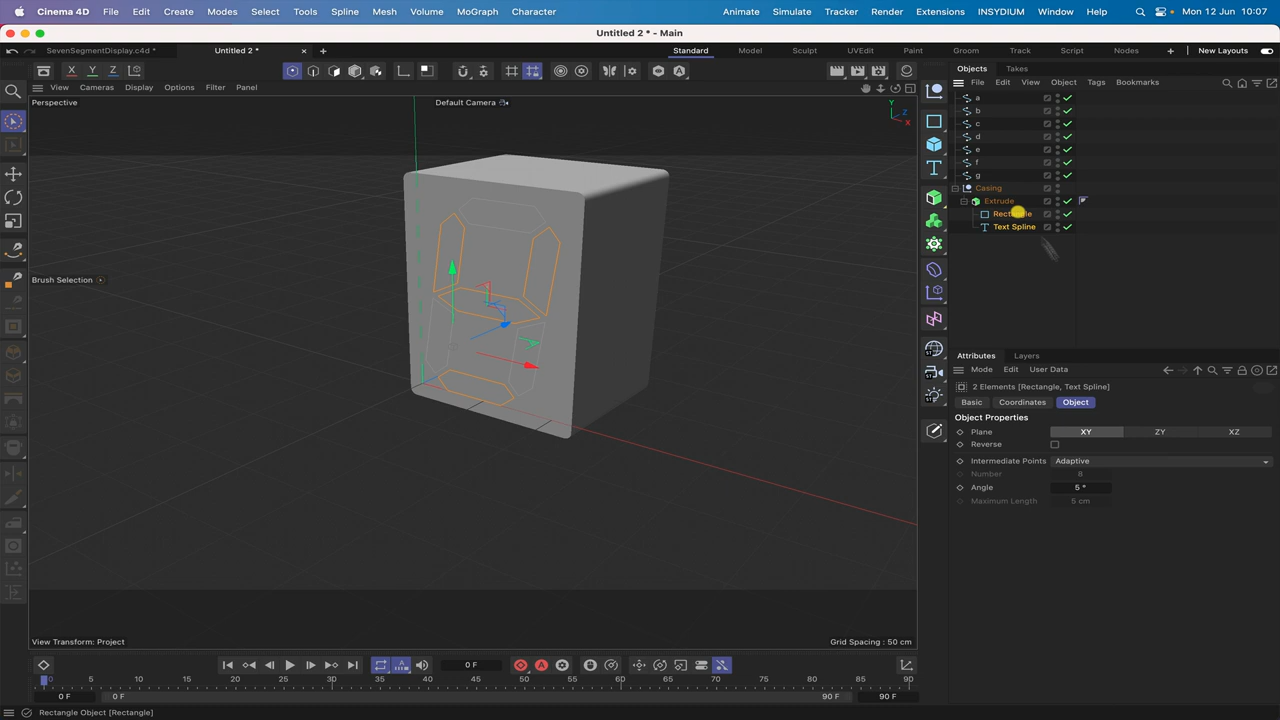 Cinema 4D File Edit Create Modes Select Tools Spline Mesh Volume MoGraph Character Animate Simulate Tracker Render Extensions INSYDIUM Window Help Mon 12 Jun 10:07
Untitled 2 * - Main
SevenSegmentDisplay.c4d * Untitled 2 * Standard Model Sculpt UVEdit Paint Groom Track Script Nodes New Layouts
X Y Z Objects Takes
View Cameras Display Options Filter Panel File Edit View Object Tags Bookmarks
Perspective Default Camera
Y
Z
X
a
b
c
d
e
f
g
Casing
Extrude
Rectangle
Text Spline
Brush Selection
Attributes Layers
Mode Edit User Data
2 Elements [Rectangle, Text Spline]
Basic Coordinates Object
Object Properties
Plane XY ZY XZ
Reverse
Intermediate Points Adaptive
Number 8
Angle 5 °
Maximum Length 5 cm
View Transform: Project Grid Spacing : 50 cm
0 F
0 5 10 15 20 25 30 35 40 45 50 55 60 65 70 75 80 85 90
0 F 0 F 90 F 90 F
Rectangle Object [Rectangle]